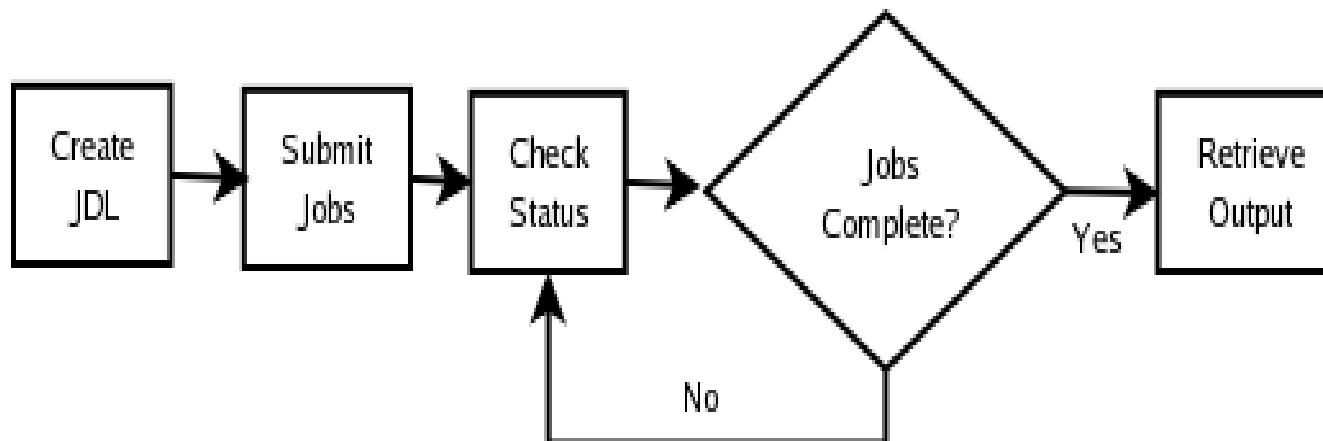 Create
JDL
Submit
Jobs
Check
Status
Jobs
Complete?
Yes
Retrieve
Output
No